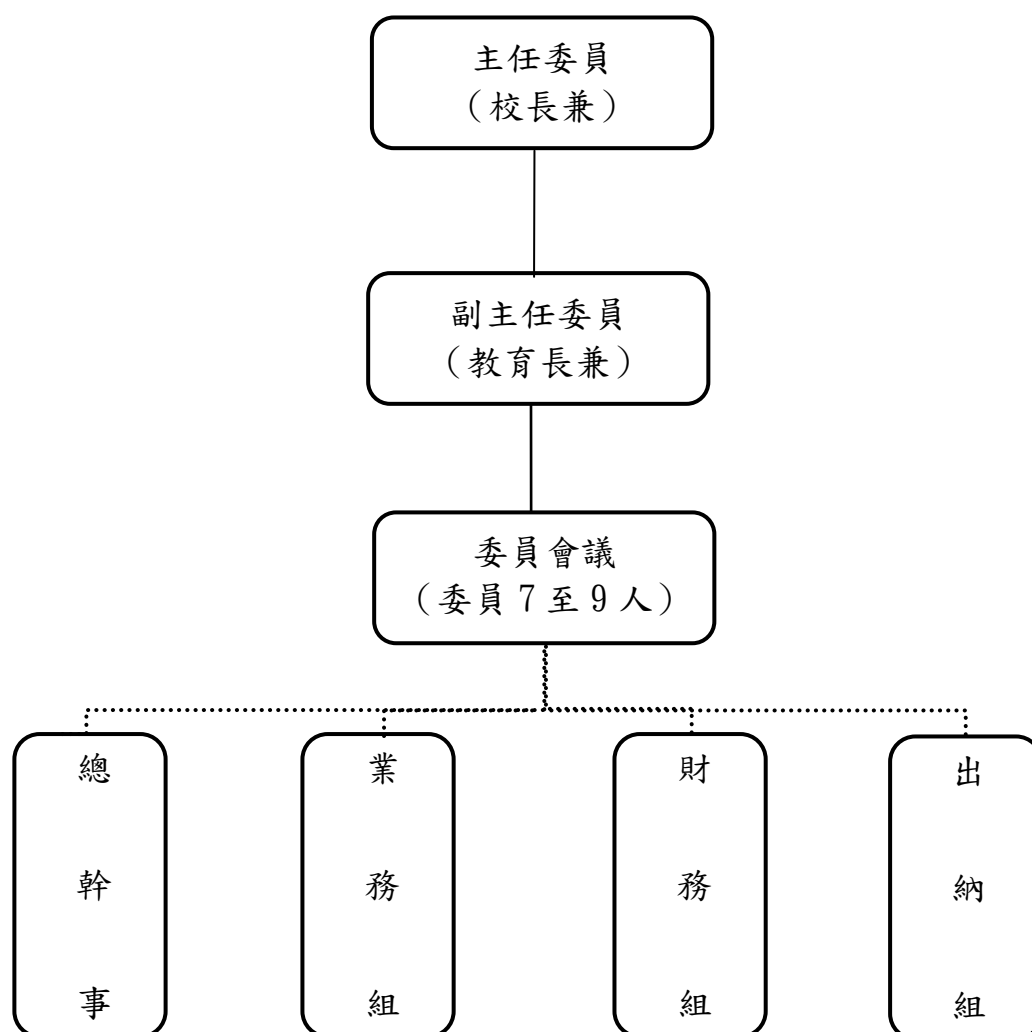 主任委員
（校長兼）
副主任委員
（教育長兼）
委員會議
（委員 7 至 9 人）
總幹事
業務組
財務組
出納組